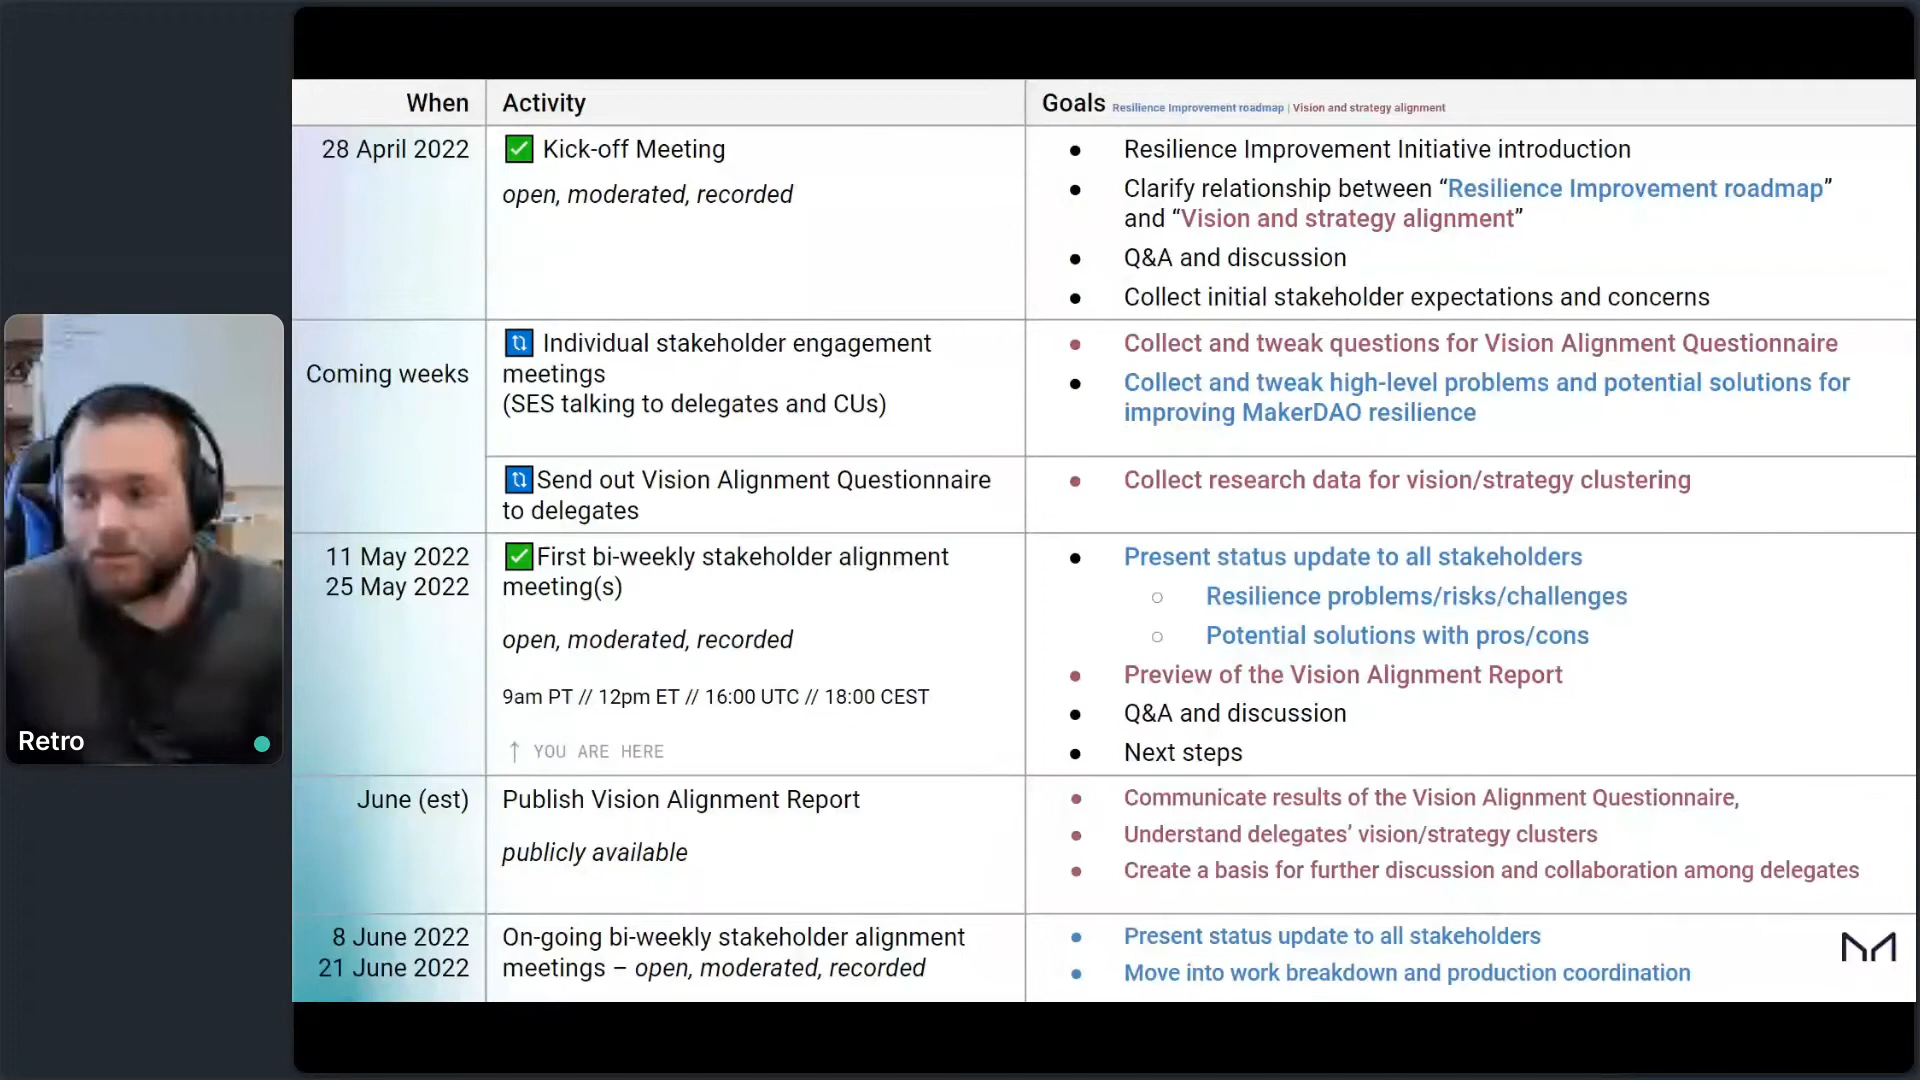 When Activity Goals Resilience Improvement roadmap | Vision and strategy alignment
28 April 2022
✅ Kick-off Meeting
open, moderated, recorded
● Resilience Improvement Initiative introduction
● Clarify relationship between “Resilience Improvement roadmap”
and “Vision and strategy alignment”
● Q&A and discussion
● Collect initial stakeholder expectations and concerns
Coming weeks
🔃 Individual stakeholder engagement
meetings
(SES talking to delegates and CUs)
● Collect and tweak questions for Vision Alignment Questionnaire
● Collect and tweak high-level problems and potential solutions for
improving MakerDAO resilience
🔃Send out Vision Alignment Questionnaire
to delegates
● Collect research data for vision/strategy clustering
11 May 2022
25 May 2022
✅First bi-weekly stakeholder alignment
meeting(s)
open, moderated, recorded
9am PT // 12pm ET // 16:00 UTC // 18:00 CEST
↑ YOU ARE HERE
● Present status update to all stakeholders
○ Resilience problems/risks/challenges
○ Potential solutions with pros/cons
● Preview of the Vision Alignment Report
● Q&A and discussion
● Next steps
June (est)
Publish Vision Alignment Report
publicly available
● Communicate results of the Vision Alignment Questionnaire,
● Understand delegates’ vision/strategy clusters
● Create a basis for further discussion and collaboration among delegates
8 June 2022
21 June 2022
On-going bi-weekly stakeholder alignment
meetings – open, moderated, recorded
● Present status update to all stakeholders
● Move into work breakdown and production coordination
Retro